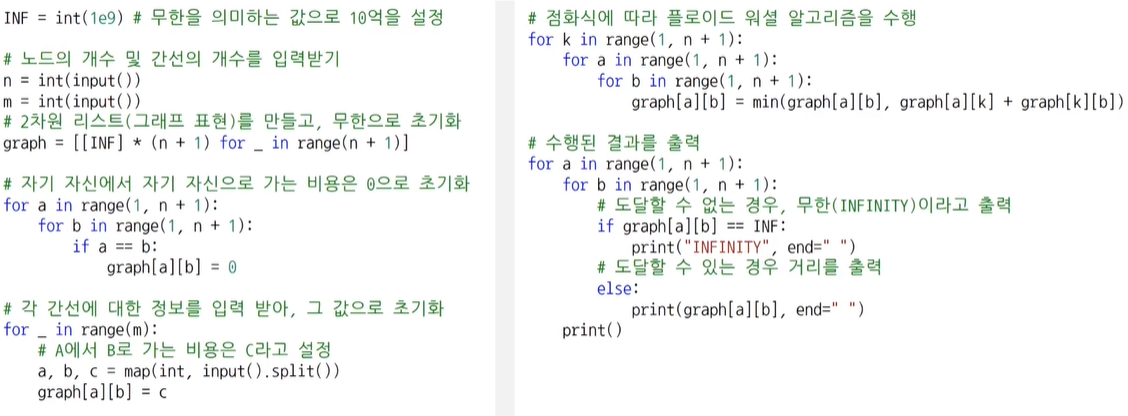 INF = int(1e9) # 무한을 의미하는 값으로 10억을 설정

# 노드의 개수 및 간선의 개수를 입력받기
n = int(input())
m = int(input())
# 2차원 리스트(그래프 표현)를 만들고, 무한으로 초기화
graph = [[INF] * (n + 1) for _ in range(n + 1)]

# 자기 자신에서 자기 자신으로 가는 비용은 0으로 초기화
for a in range(1, n + 1):
    for b in range(1, n + 1):
        if a == b:
            graph[a][b] = 0

# 각 간선에 대한 정보를 입력 받아, 그 값으로 초기화
for _ in range(m):
    # A에서 B로 가는 비용은 C라고 설정
    a, b, c = map(int, input().split())
    graph[a][b] = c

# 점화식에 따라 플로이드 워셜 알고리즘을 수행
for k in range(1, n + 1):
    for a in range(1, n + 1):
        for b in range(1, n + 1):
            graph[a][b] = min(graph[a][b], graph[a][k] + graph[k][b])

# 수행된 결과를 출력
for a in range(1, n + 1):
    for b in range(1, n + 1):
        # 도달할 수 없는 경우, 무한(INFINITY)이라고 출력
        if graph[a][b] == INF:
            print("INFINITY", end=" ")
        # 도달할 수 있는 경우 거리를 출력
        else:
            print(graph[a][b], end=" ")
    print()